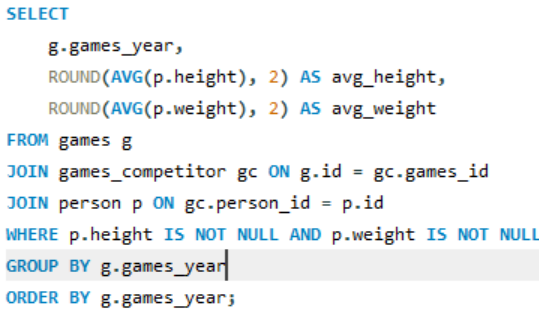 SELECT
g.games_year,
ROUND(AVG(p.height), 2) AS avg_height,
ROUND(AVG(p.weight), 2) AS avg_weight
FROM games g
JOIN games_competitor gc ON g.id = gc.games_id
JOIN person p ON gc.person_id = p.id
WHERE p.height IS NOT NULL AND p.weight IS NOT NULL
GROUP BY g.games_year
ORDER BY g.games_year;